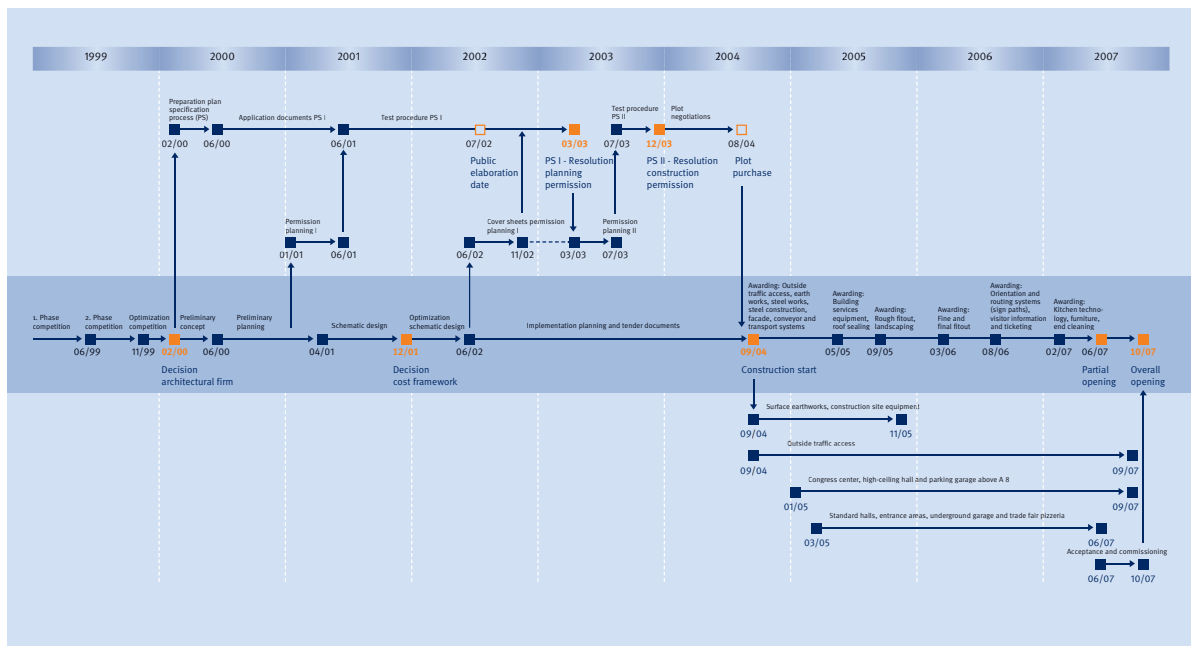 1999 2000 2001 2002 2003 2004 2005 2006 2007
Preparation plan
specification
process (PS)
Application documents PS I
Test procedure PS I
Test procedure
PS II
Plot
negotiations
02/00 06/00 06/01 07/02 03/03 07/03 12/03 08/04
Public
elaboration
date
PS I - Resolution
planning
permission
PS II - Resolution
construction
permission
Plot
purchase
Permission
planning I
Cover sheets permission
planning I
Permission
planning II
01/01 06/01 06/02 11/02 03/03 07/03
1. Phase
competition
2. Phase
competition
Optimization
competition
Preliminary
concept
Preliminary
planning
Schematic design
Optimization
schematic design
Implementation planning and tender documents
Awarding: Outside
traffic access, earth
works, steel works,
steel construction,
facade, conveyor and
transport systems
Awarding:
Building
services
equipment,
roof sealing
Awarding:
Rough fitout,
landscaping
Awarding:
Fine and
final fitout
Awarding:
Orientation and
routing systems
(sign paths),
visitor information
and ticketing
Awarding:
Kitchen techno-
logy, furniture,
end cleaning
06/99 11/99 02/00 06/00 04/01 12/01 06/02 09/04 05/05 09/05 03/06 08/06 02/07 06/07 10/07
Decision
architectural firm
Decision
cost framework
Construction start
Partial
opening
Overall
opening
Surface earthworks, construction site equipment
09/04 11/05
Outside traffic access
09/04 09/07
Congress center, high-ceiling hall and parking garage above A 8
01/05 09/07
Standard halls, entrance areas, underground garage and trade fair pizzeria
03/05 06/07
Acceptance and commissioning
06/07 10/07